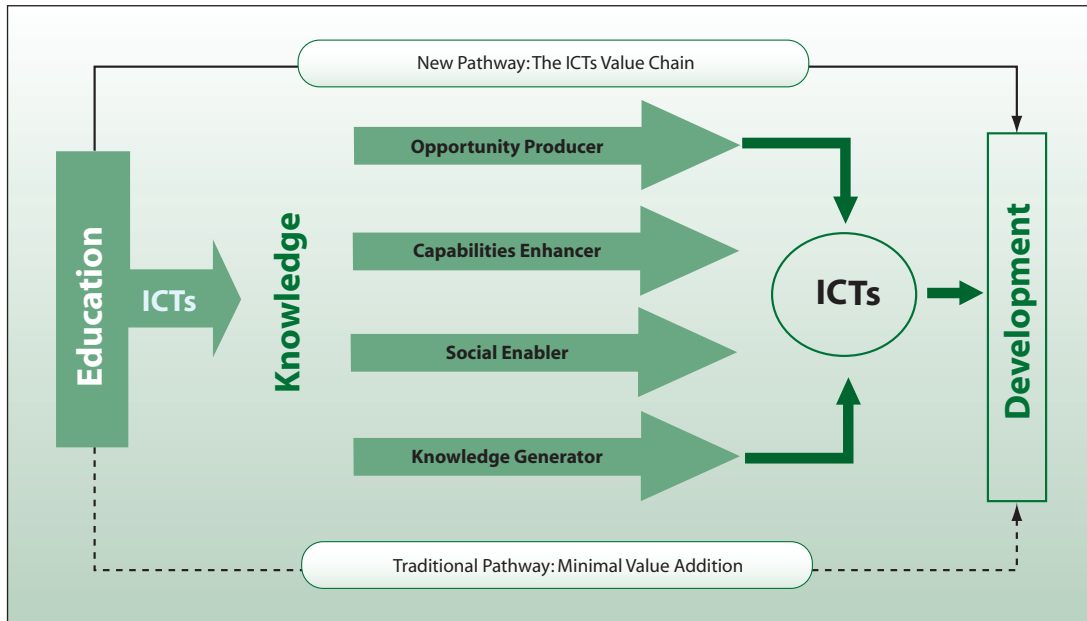 New Pathway: The ICTs Value Chain
Education
ICTs
Knowledge
Opportunity Producer
Capabilities Enhancer
Social Enabler
Knowledge Generator
ICTs
Development
Traditional Pathway: Minimal Value Addition